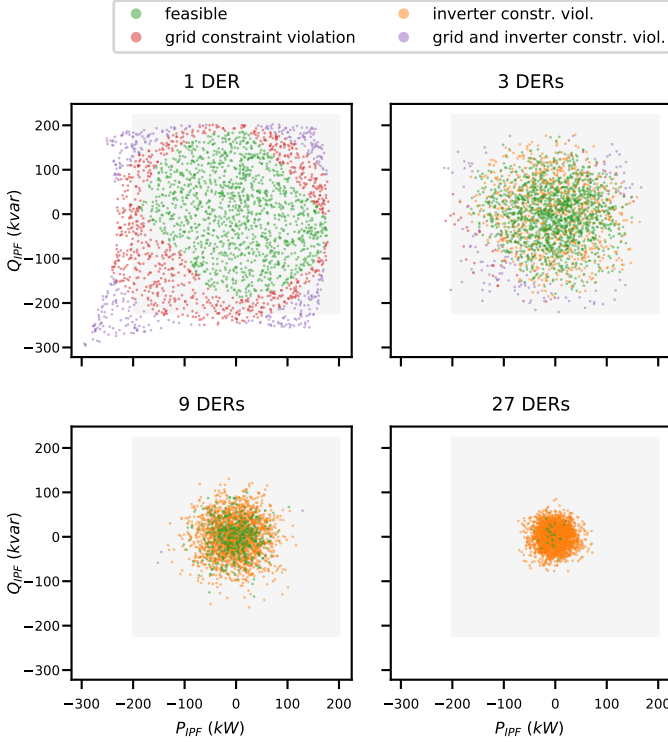 feasible
inverter constr. viol.
grid constraint violation
grid and inverter constr. viol.
1 DER
3 DERs
200
100
0
−100
−200
−300
Q_IPF (kvar)
9 DERs
27 DERs
200
100
0
−100
−200
−300
Q_IPF (kvar)
−300 −200 −100 0 100 200
−300 −200 −100 0 100 200
P_IPF (kW)
P_IPF (kW)